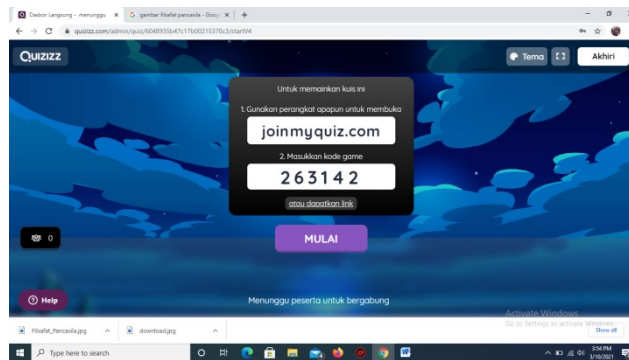 Dasbor Langsung - menunggu
gambar filsafat pancasila - Goog
quizizz.com/admin/quiz/6048935b47c17b00215370c3/startV4
QUIZIZZ
Tema
Akhiri
Untuk memainkan kuis ini
1. Gunakan perangkat apapun untuk membuka
joinmyquiz.com
2. Masukkan kode game
263142
atau dapatkan link
0
MULAI
Help
Menunggu peserta untuk bergabung
Activate Windows
Go to Settings to activate Windows
Filsafat_Pancasila.jpg
download.jpg
Show all
Type here to search
3:54 PM
3/10/2021